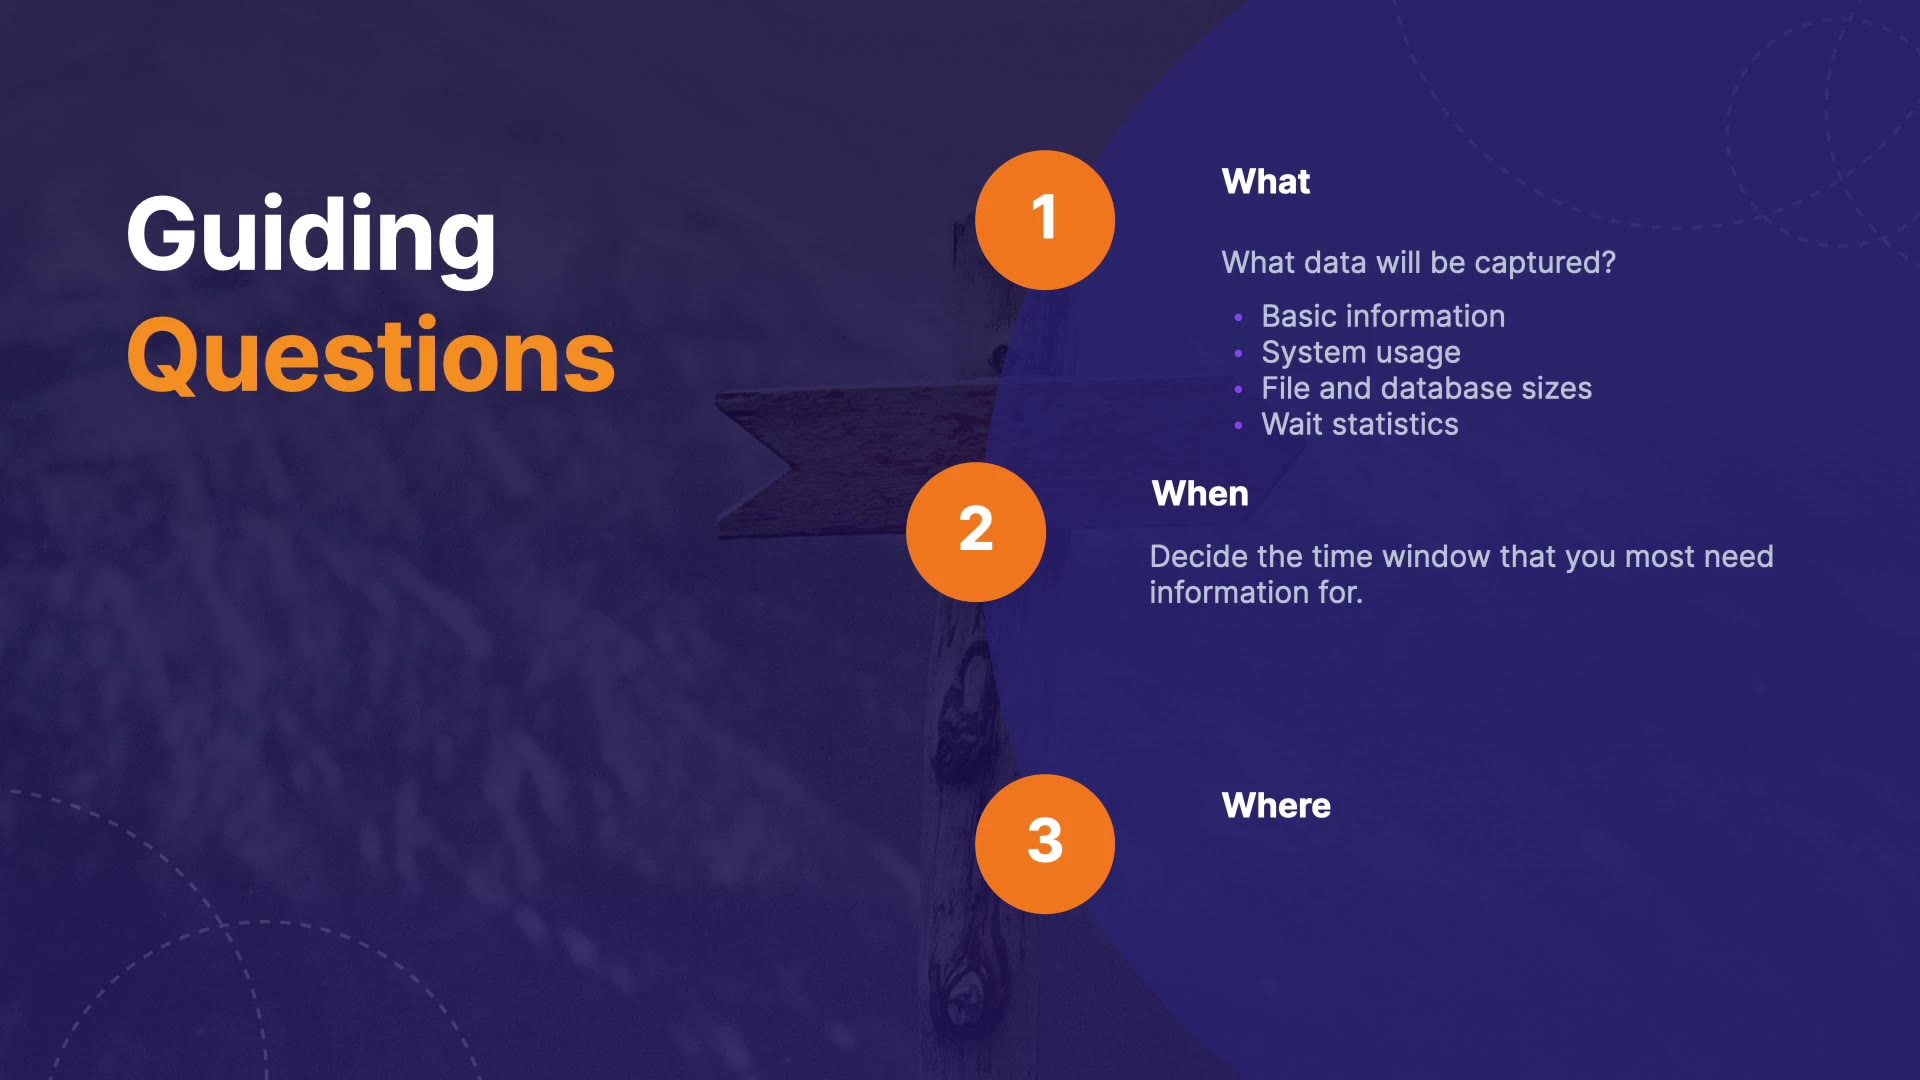 Guiding
Questions
1
What
What data will be captured?
• Basic information
• System usage
• File and database sizes
• Wait statistics
2
When
Decide the time window that you most need
information for.
3
Where